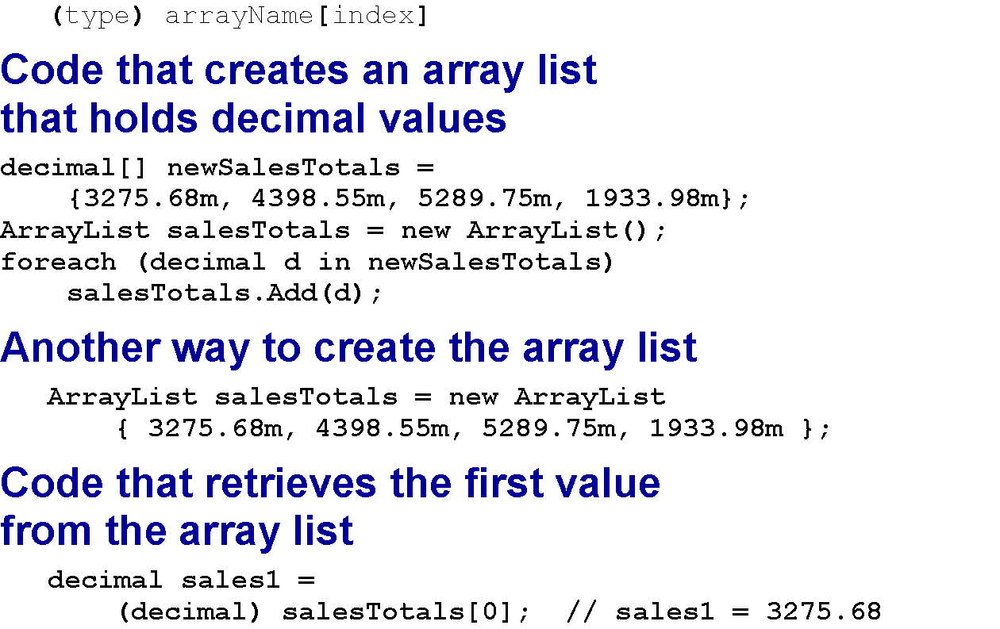 (type) arrayName[index]
Code that creates an array list
that holds decimal values
decimal[] newSalesTotals =
    {3275.68m, 4398.55m, 5289.75m, 1933.98m};
ArrayList salesTotals = new ArrayList();
foreach (decimal d in newSalesTotals)
    salesTotals.Add(d);
Another way to create the array list
ArrayList salesTotals = new ArrayList
    { 3275.68m, 4398.55m, 5289.75m, 1933.98m };
Code that retrieves the first value
from the array list
decimal sales1 =
    (decimal) salesTotals[0];  // sales1 = 3275.68